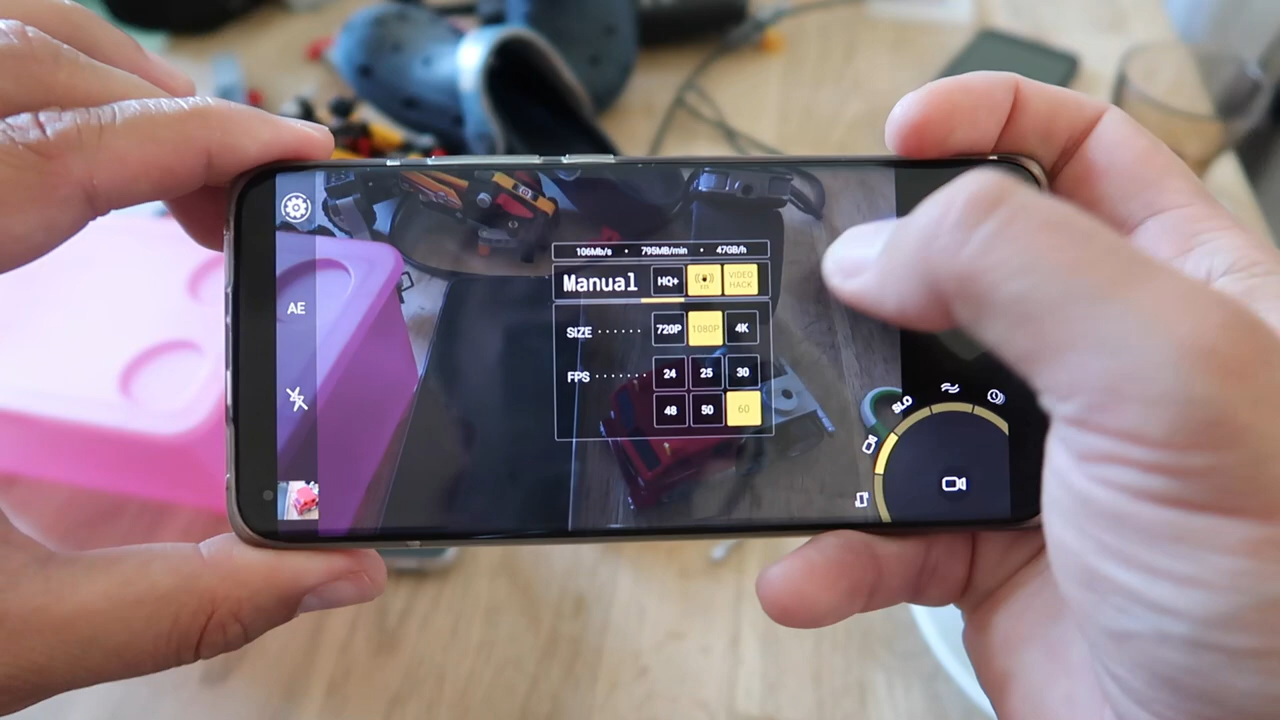 106Mb/s • 795MB/min • 47GB/h
Manual HQ+ EIS VIDEO HACK
SIZE ······ 720P 1080P 4K
AE
FPS ······· 24 25 30
48 50 60
SLO